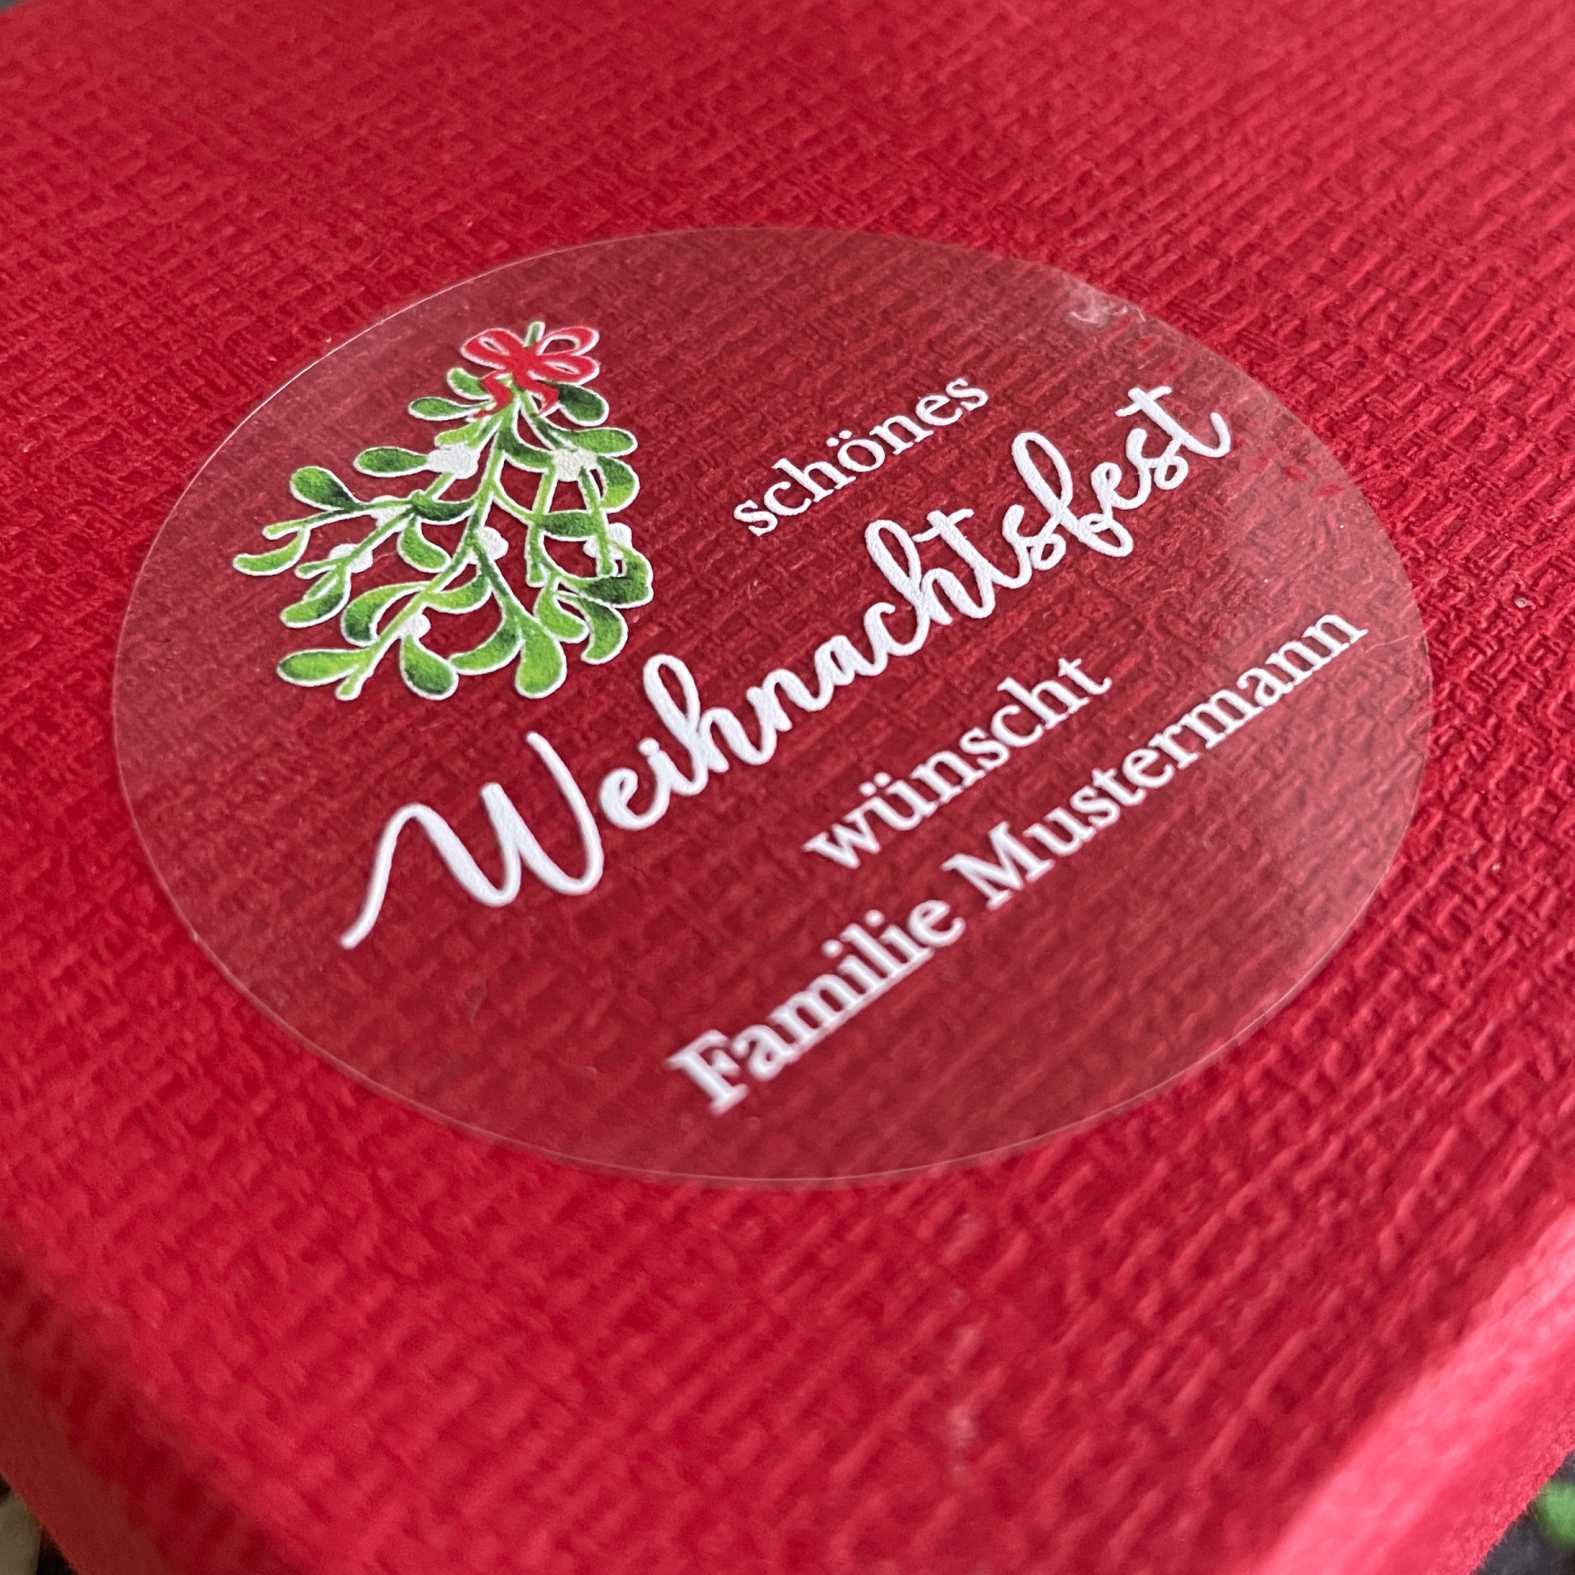 schönes
Weihnachtsfest
wünscht
Familie Mustermann